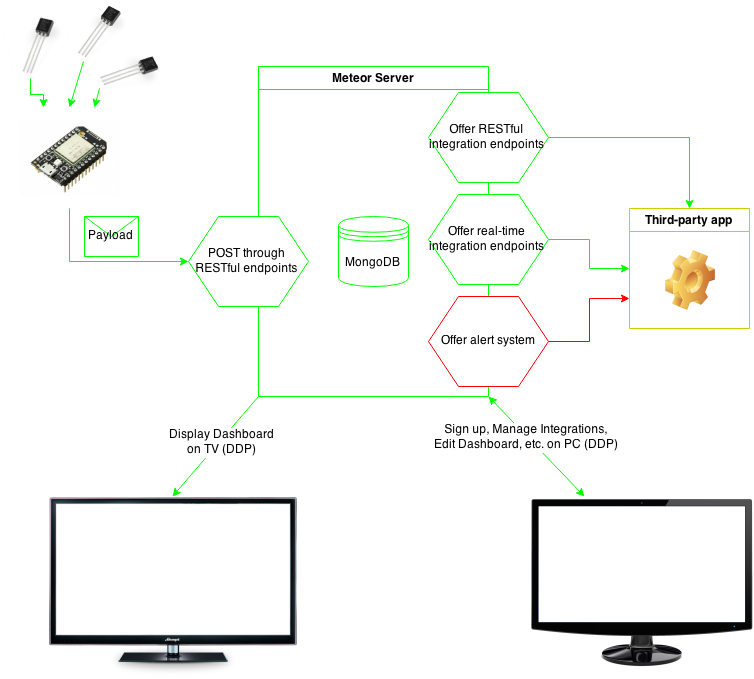 Meteor Server
Offer RESTful
integration endpoints
Third-party app
Payload
POST through
RESTful endpoints
MongoDB
Offer real-time
integration endpoints
Offer alert system
Display Dashboard
on TV (DDP)
Sign up, Manage Integrations,
Edit Dashboard, etc. on PC (DDP)